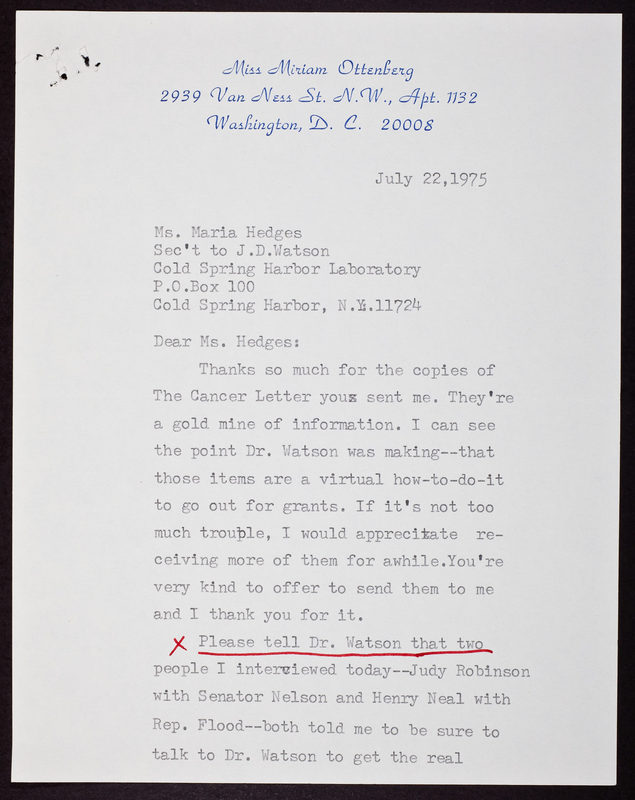 Miss Miriam Ottenberg
2939 Van Ness St. N.W., Apt. 1132
Washington, D. C. 20008
July 22,1975
Ms. Maria Hedges
Sec't to J.D.Watson
Cold Spring Harbor Laboratory
P.O.Box 100
Cold Spring Harbor, N.Y.11724
Dear Ms. Hedges:
Thanks so much for the copies of
The Cancer Letter you sent me. They're
a gold mine of information. I can see
the point Dr. Watson was making--that
those items are a virtual how-to-do-it
to go out for grants. If it's not too
much trouble, I would appreciate re-
ceiving more of them for awhile.You're
very kind to offer to send them to me
and I thank you for it.
X Please tell Dr. Watson that two
people I interviewed today--Judy Robinson
with Senator Nelson and Henry Neal with
Rep. Flood--both told me to be sure to
talk to Dr. Watson to get the real